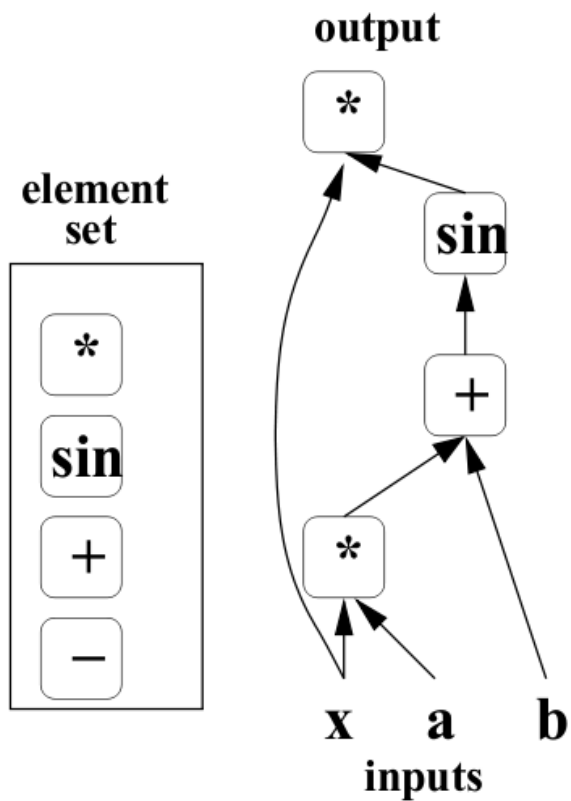 output
*
element
set
sin
*
sin
+
+
*
−
x a b
inputs